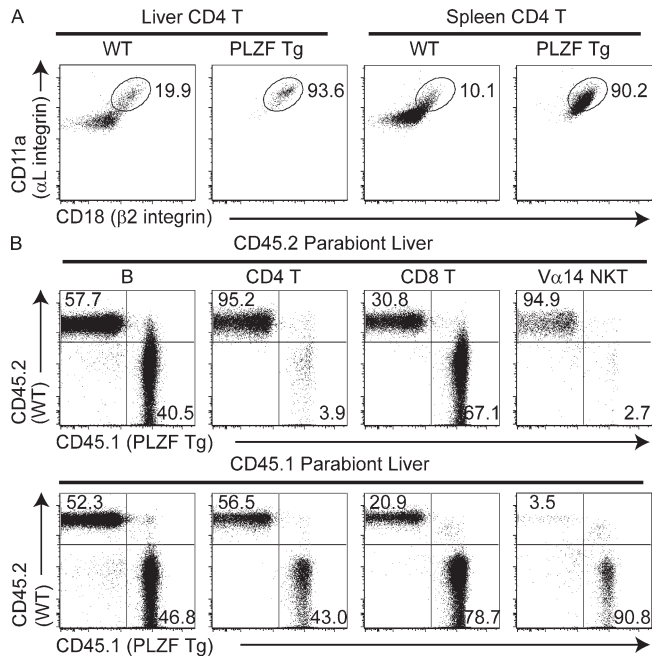 A
Liver CD4 T
Spleen CD4 T
WT
PLZF Tg
WT
PLZF Tg
19.9
93.6
10.1
90.2
CD11a
(αL integrin)
CD18 (β2 integrin)
B
CD45.2 Parabiont Liver
B
CD4 T
CD8 T
Vα14 NKT
57.7
95.2
30.8
94.9
40.5
3.9
67.1
2.7
CD45.2
(WT)
CD45.1 (PLZF Tg)
CD45.1 Parabiont Liver
52.3
56.5
20.9
3.5
46.8
43.0
78.7
90.8
CD45.2
(WT)
CD45.1 (PLZF Tg)